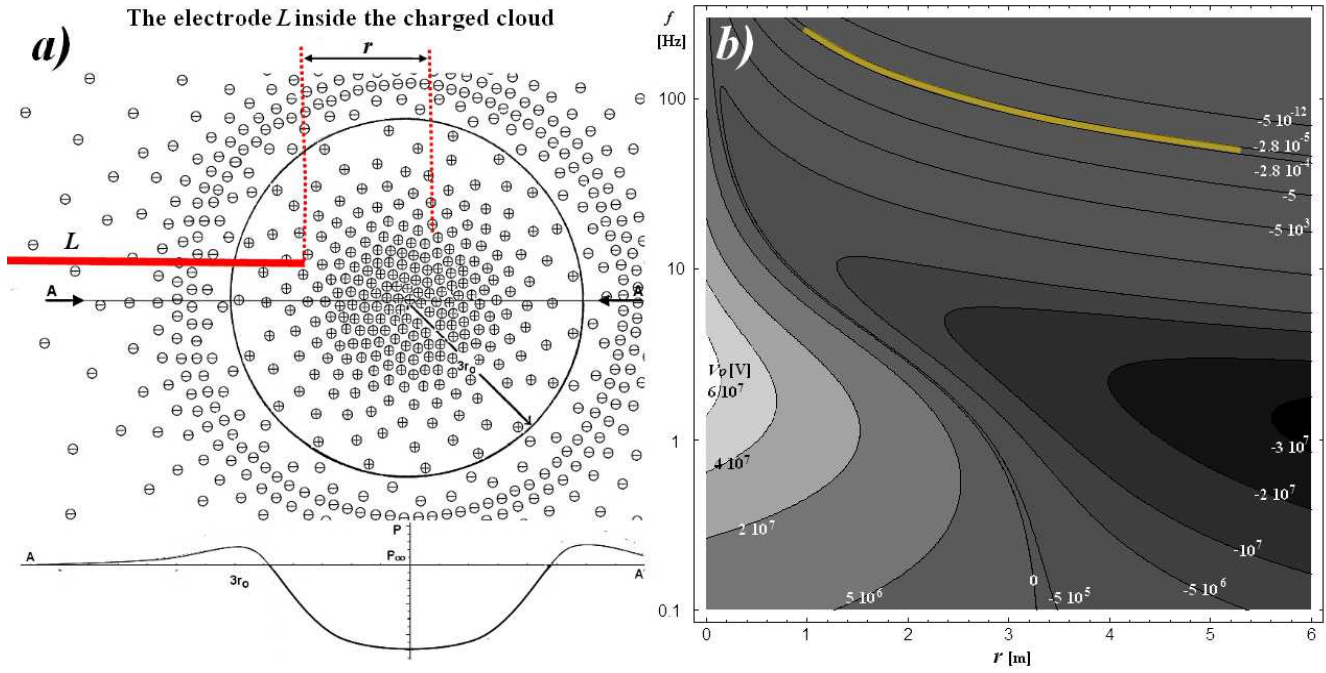 The electrode L inside the charged cloud
a)
r
L
A
A
3r₀
P
P∞
A
A'
3r₀
b)
f
[Hz]
100
10
1
0.1
-5 10⁻¹²
-2.8 10⁻⁵
-2.8 10⁻⁴
-5
-5 10³
V₀ [V]
6 10⁷
4 10⁷
2 10⁷
5 10⁶
0
-5 10⁵
-5 10⁶
-10⁷
-2 10⁷
-3 10⁷
0 1 2 3 4 5 6
r [m]